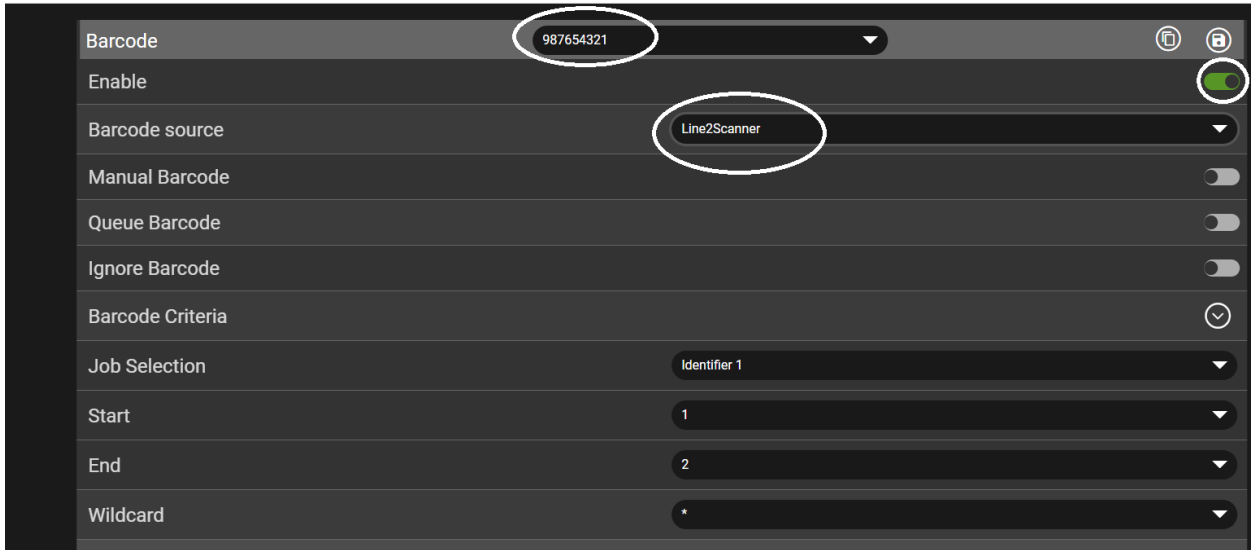 Barcode 987654321
Enable
Barcode source Line2Scanner
Manual Barcode
Queue Barcode
Ignore Barcode
Barcode Criteria
Job Selection Identifier 1
Start 1
End 2
Wildcard *